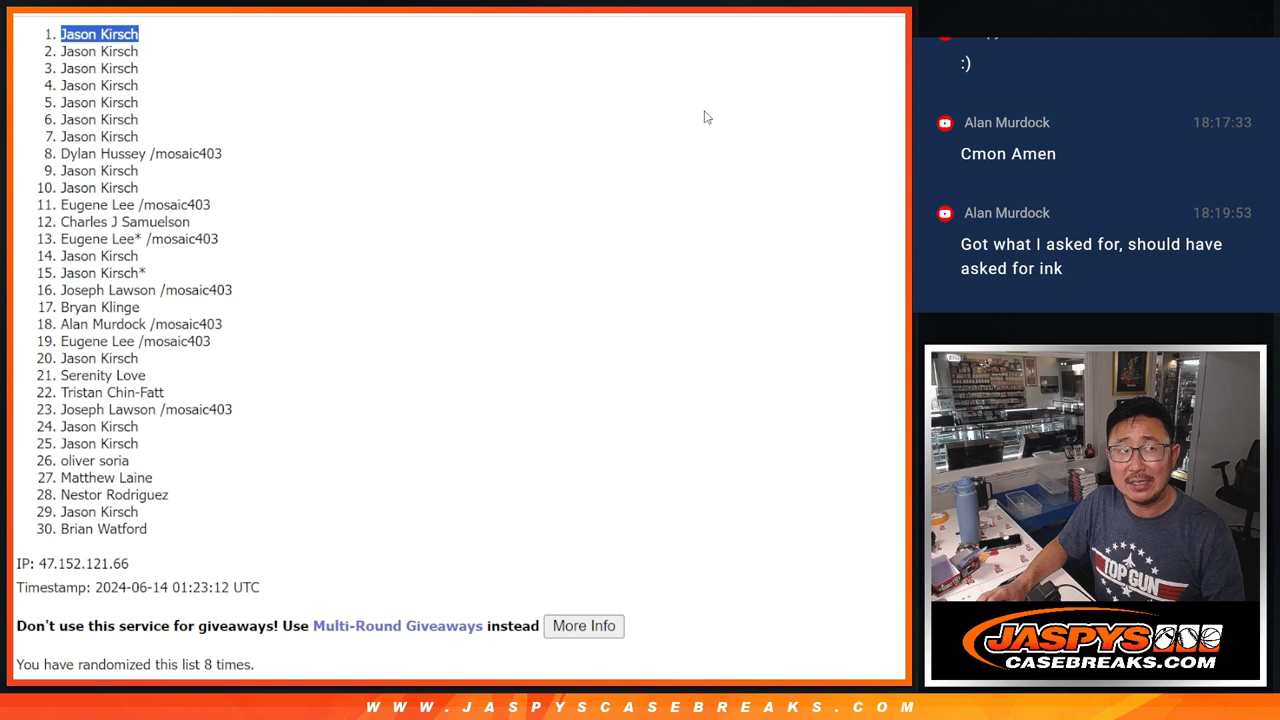 1. Jason Kirsch
2. Jason Kirsch
3. Jason Kirsch
4. Jason Kirsch
5. Jason Kirsch
6. Jason Kirsch
7. Jason Kirsch
8. Dylan Hussey /mosaic403
9. Jason Kirsch
10. Jason Kirsch
11. Eugene Lee /mosaic403
12. Charles J Samuelson
13. Eugene Lee* /mosaic403
14. Jason Kirsch
15. Jason Kirsch*
16. Joseph Lawson /mosaic403
17. Bryan Klinge
18. Alan Murdock /mosaic403
19. Eugene Lee /mosaic403
20. Jason Kirsch
21. Serenity Love
22. Tristan Chin-Fatt
23. Joseph Lawson /mosaic403
24. Jason Kirsch
25. Jason Kirsch
26. oliver soria
27. Matthew Laine
28. Nestor Rodriguez
29. Jason Kirsch
30. Brian Watford
IP: 47.152.121.66
Timestamp: 2024-06-14 01:23:12 UTC
Don't use this service for giveaways! Use Multi-Round Giveaways instead More Info
You have randomized this list 8 times.
:)
Alan Murdock 18:17:33
Cmon Amen
Alan Murdock 18:19:53
Got what I asked for, should have
asked for ink
TOP GUN
JASPYS
CASEBREAKS.COM
WWW.JASPYSCASEBREAKS.COM